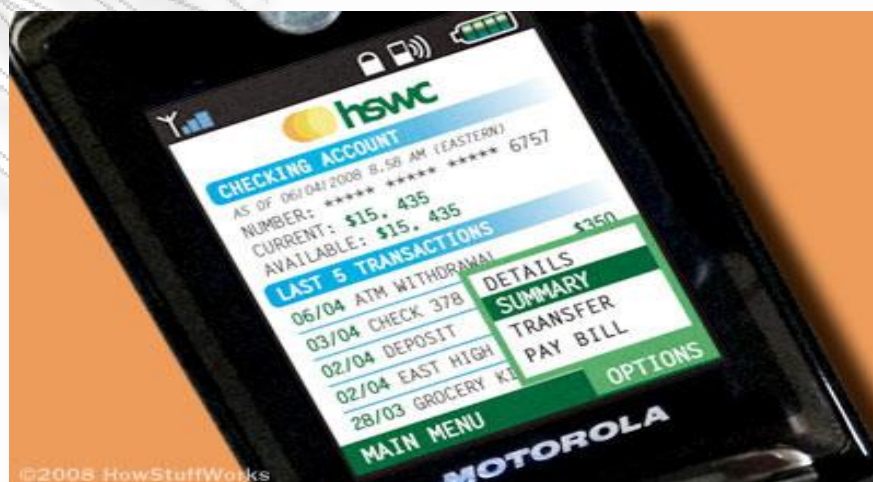 hswc
CHECKING ACCOUNT
AS OF 06/04/2008 8.58 AM (EASTERN)
NUMBER: ***** ***** ***** 6757
CURRENT: $15, 435
AVAILABLE: $15, 435
LAST 5 TRANSACTIONS
06/04 ATM WITHDRAWAL $350
03/04 CHECK 378
02/04 DEPOSIT
02/04 EAST HIGH
28/03 GROCERY
DETAILS
SUMMARY
TRANSFER
PAY BILL
MAIN MENU OPTIONS
MOTOROLA
©2008 HowStuffWorks